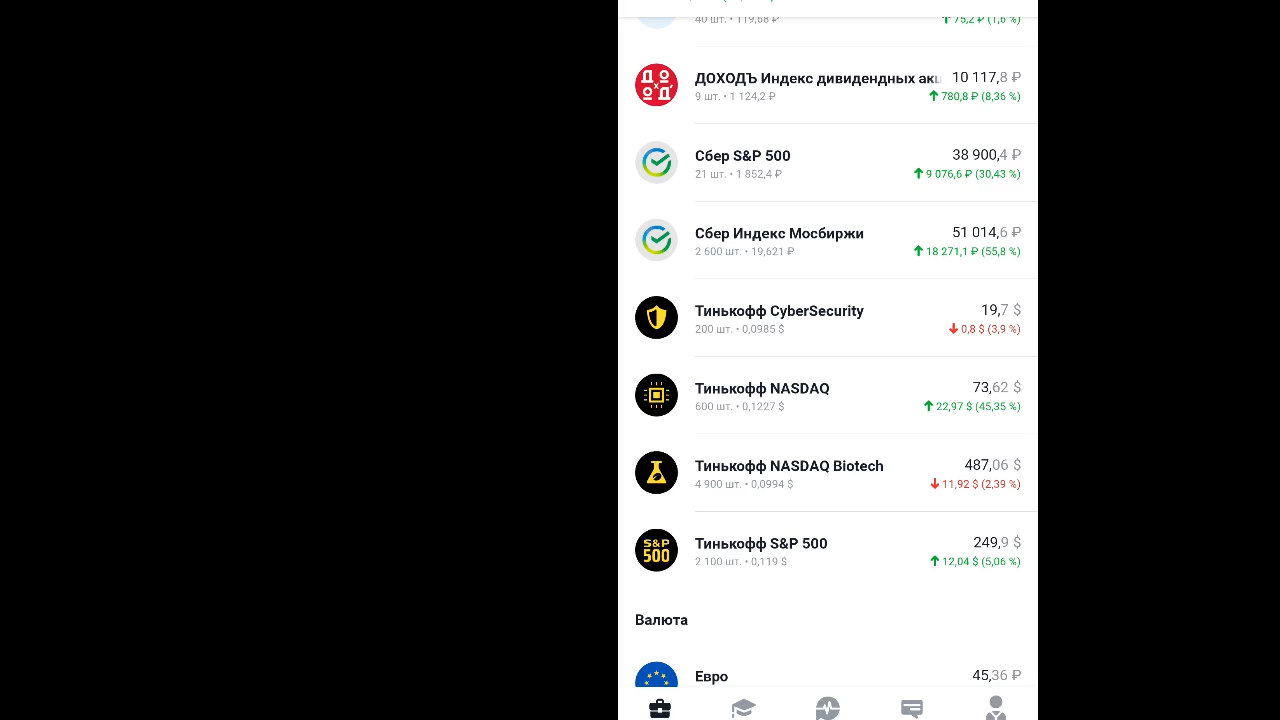 40 шт. • 119,68 ₽
75,2 ₽ (1,6 %)
ДОХОДЪ Индекс дивидендных акц
10 117,8 ₽
9 шт. • 1 124,2 ₽
780,8 ₽ (8,36 %)
Сбер S&P 500
38 900,4 ₽
21 шт. • 1 852,4 ₽
9 076,6 ₽ (30,43 %)
Сбер Индекс Мосбиржи
51 014,6 ₽
2 600 шт. • 19,621 ₽
18 271,1 ₽ (55,8 %)
Тинькофф CyberSecurity
19,7 $
200 шт. • 0,0985 $
0,8 $ (3,9 %)
Тинькофф NASDAQ
73,62 $
600 шт. • 0,1227 $
22,97 $ (45,35 %)
Тинькофф NASDAQ Biotech
487,06 $
4 900 шт. • 0,0994 $
11,92 $ (2,39 %)
S&P
500
Тинькофф S&P 500
249,9 $
2 100 шт. • 0,119 $
12,04 $ (5,06 %)
Валюта
Евро
45,36 ₽